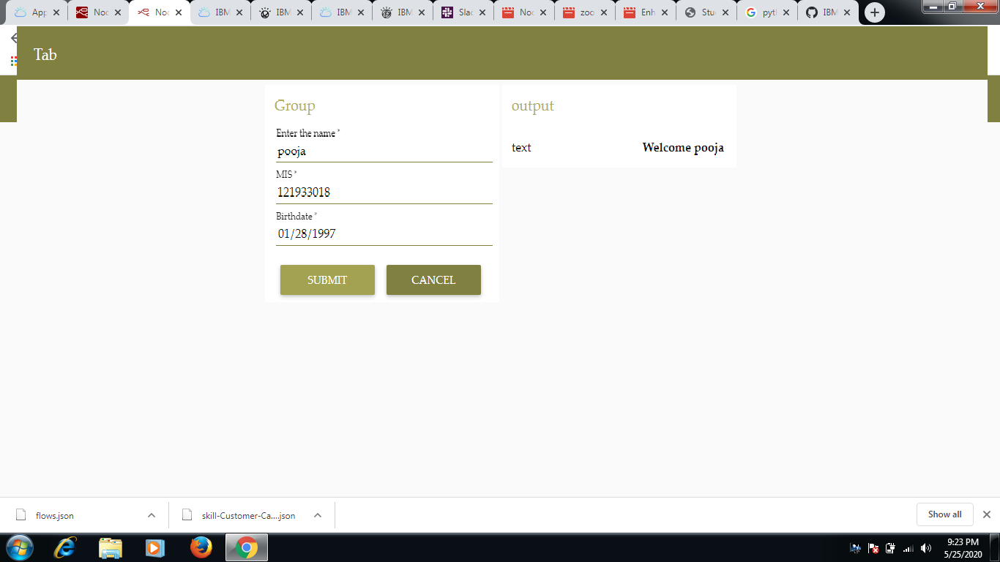 App Noc Noc IBM IBM IBM IBM Slac Noc zoo Enh Stu pytl IBM
Tab
Group
Enter the name *
pooja
MIS *
121933018
Birthdate *
01/28/1997
SUBMIT CANCEL
output
text Welcome pooja
flows.json skill-Customer-Ca....json Show all
9:23 PM
5/25/2020